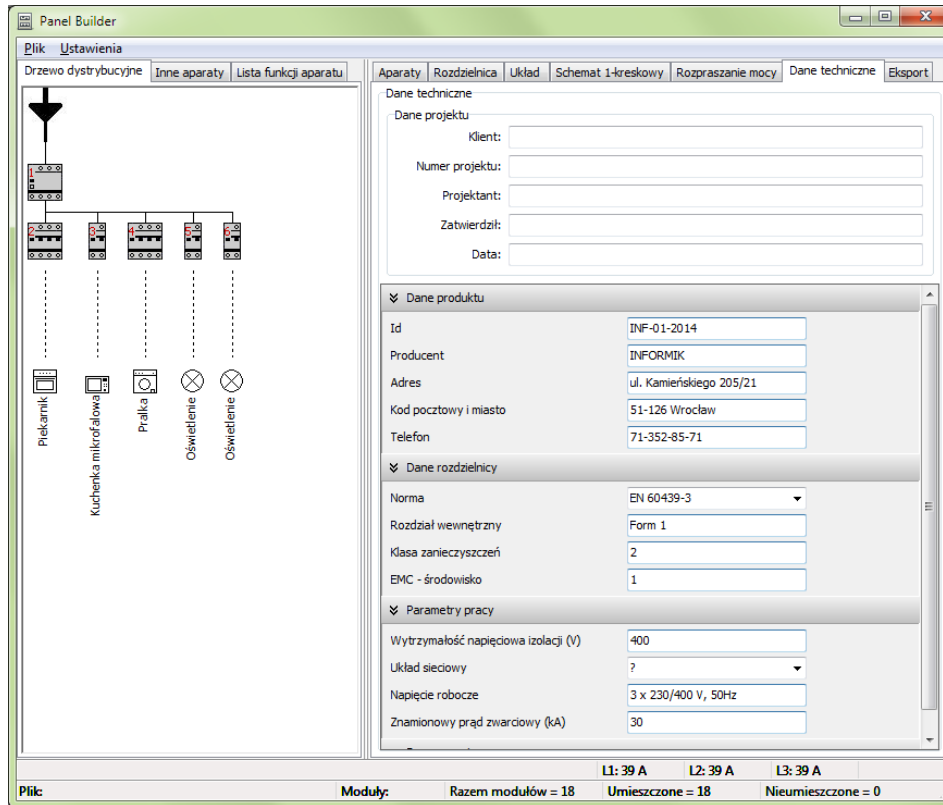 Panel Builder
Plik Ustawienia
Drzewo dystrybucyjne Inne aparaty Lista funkcji aparatu
1
2 3 4 5 6
Piekarnik
Kuchenka mikrofalowa
Pralka
Oświetlenie
Oświetlenie
Aparaty Rozdzielnica Układ Schemat 1-kreskowy Rozpraszanie mocy Dane techniczne Eksport
Dane techniczne
Dane projektu
Klient:
Numer projektu:
Projektant:
Zatwierdził:
Data:
Dane produktu
Id INF-01-2014
Producent INFORMIK
Adres ul. Kamieńskiego 205/21
Kod pocztowy i miasto 51-126 Wrocław
Telefon 71-352-85-71
Dane rozdzielnicy
Norma EN 60439-3
Rozdział wewnętrzny Form 1
Klasa zanieczyszczeń 2
EMC - środowisko 1
Parametry pracy
Wytrzymałość napięciowa izolacji (V) 400
Układ sieciowy ?
Napięcie robocze 3 x 230/400 V, 50Hz
Znamionowy prąd zwarciowy (kA) 30
L1: 39 A L2: 39 A L3: 39 A
Plik: Moduły: Razem modułów = 18 Umieszczone = 18 Nieumieszczone = 0